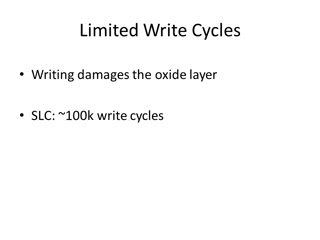 Limited Write Cycles
• Writing damages the oxide layer
• SLC: ~100k write cycles